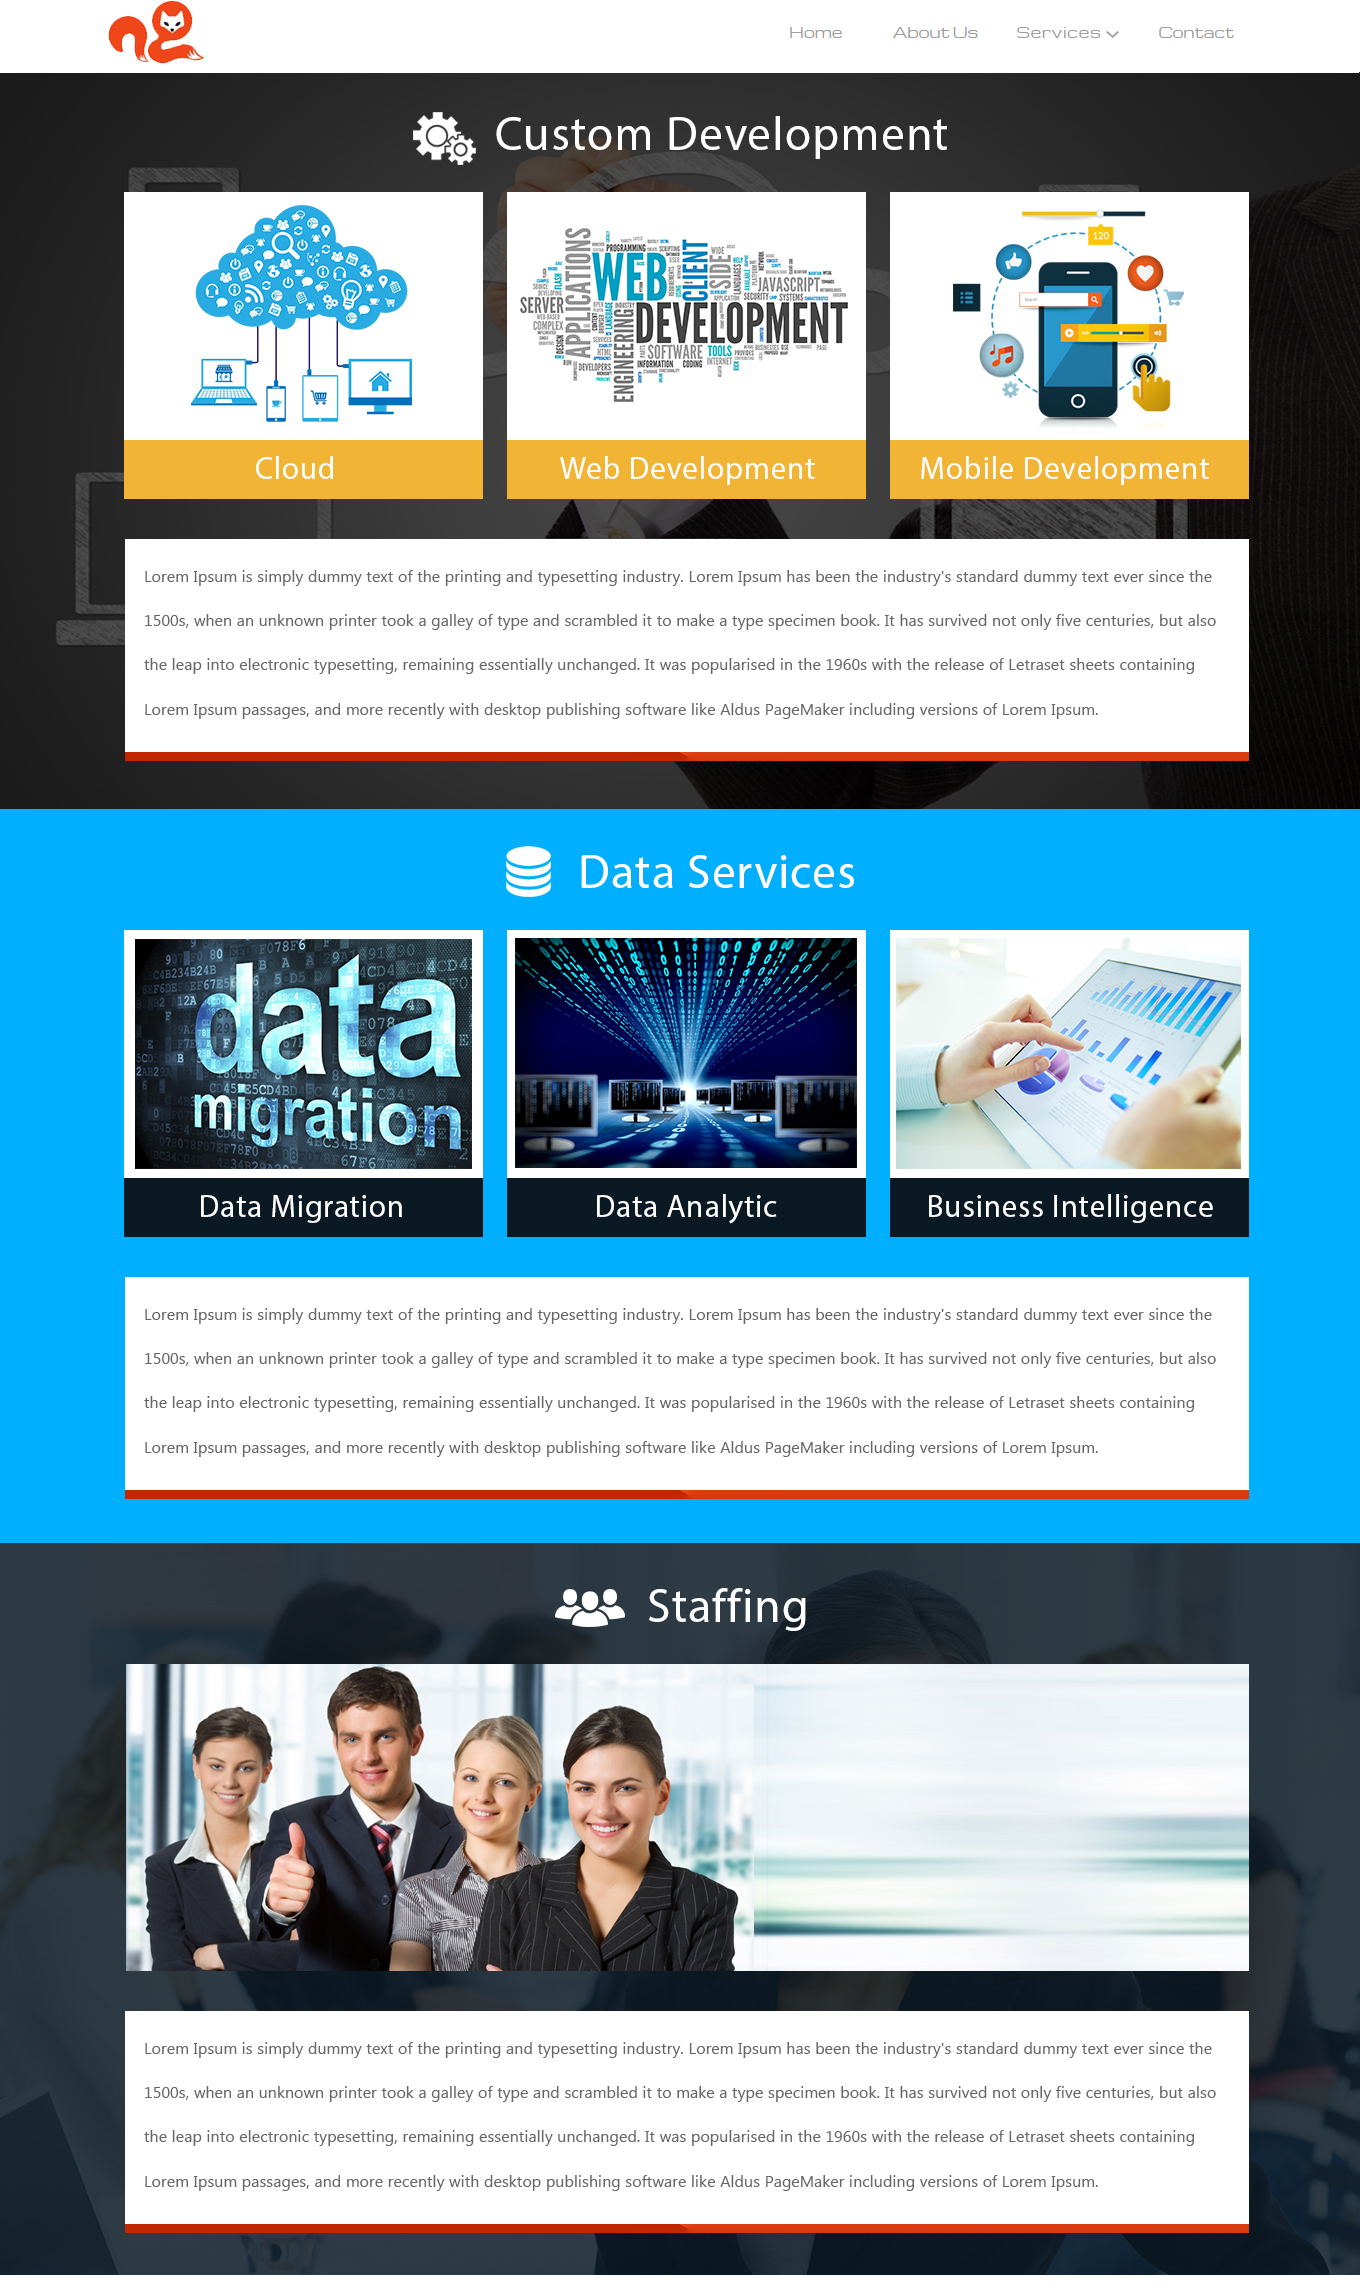 Home About Us Services Contact
Custom Development
APPLICATIONS
PROGRAMMING
WEB
CLIENT
SIDE
SERVER
COMPLEX
JAVASCRIPT
SECURITY SYSTEMS
DEVELOPMENT
ENGINEERING
SOFTWARE
TOOLS
INFORMATION
CODING
DEVELOPERS
DESIGN
HTML
LANGUAGES
INTERNET
PROVIDES
120
Search
Cloud Web Development Mobile Development
Lorem Ipsum is simply dummy text of the printing and typesetting industry. Lorem Ipsum has been the industry's standard dummy text ever since the
1500s, when an unknown printer took a galley of type and scrambled it to make a type specimen book. It has survived not only five centuries, but also
the leap into electronic typesetting, remaining essentially unchanged. It was popularised in the 1960s with the release of Letraset sheets containing
Lorem Ipsum passages, and more recently with desktop publishing software like Aldus PageMaker including versions of Lorem Ipsum.
Data Services
data
migration
Data Migration Data Analytic Business Intelligence
Lorem Ipsum is simply dummy text of the printing and typesetting industry. Lorem Ipsum has been the industry's standard dummy text ever since the
1500s, when an unknown printer took a galley of type and scrambled it to make a type specimen book. It has survived not only five centuries, but also
the leap into electronic typesetting, remaining essentially unchanged. It was popularised in the 1960s with the release of Letraset sheets containing
Lorem Ipsum passages, and more recently with desktop publishing software like Aldus PageMaker including versions of Lorem Ipsum.
Staffing
Lorem Ipsum is simply dummy text of the printing and typesetting industry. Lorem Ipsum has been the industry's standard dummy text ever since the
1500s, when an unknown printer took a galley of type and scrambled it to make a type specimen book. It has survived not only five centuries, but also
the leap into electronic typesetting, remaining essentially unchanged. It was popularised in the 1960s with the release of Letraset sheets containing
Lorem Ipsum passages, and more recently with desktop publishing software like Aldus PageMaker including versions of Lorem Ipsum.